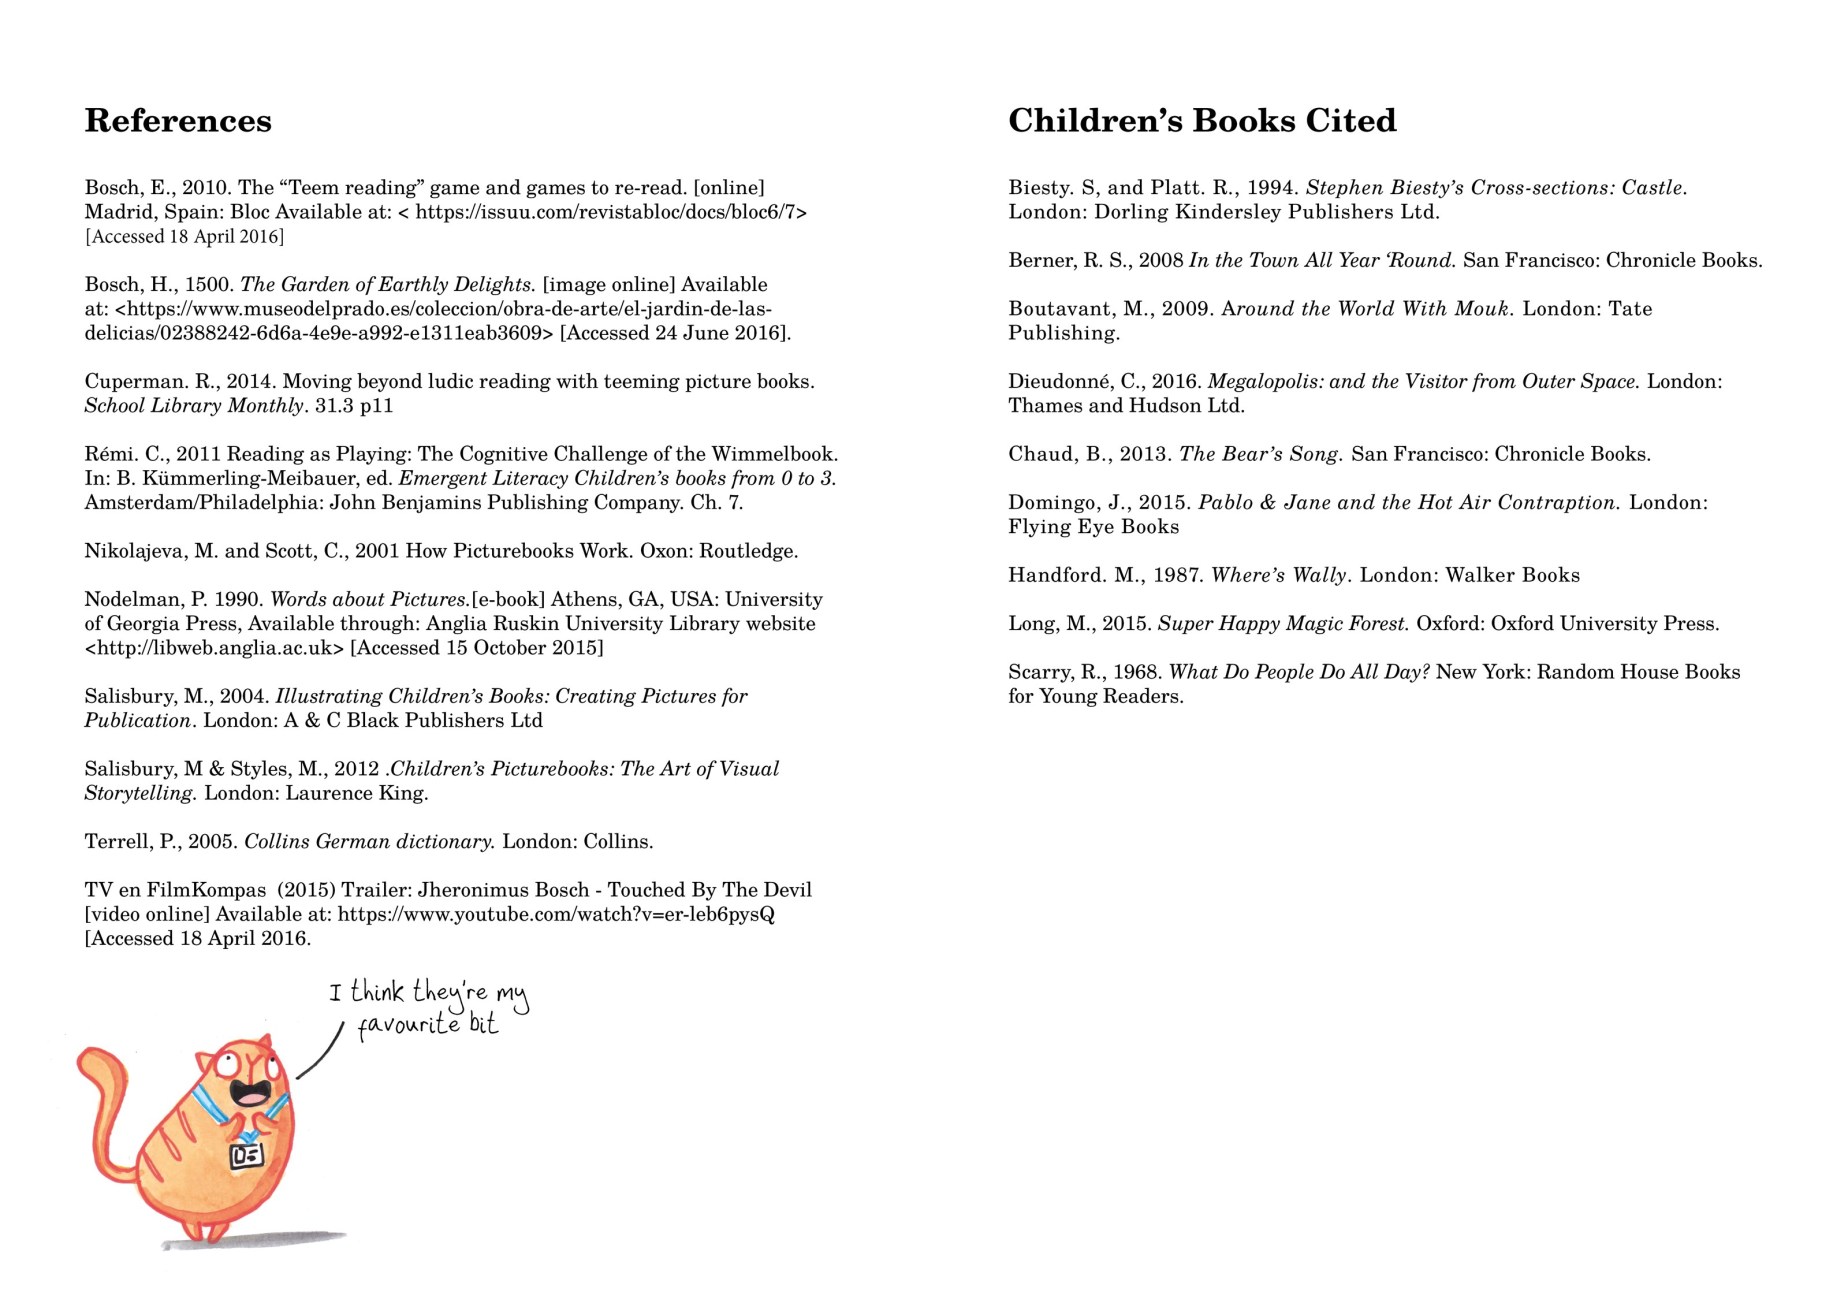 References
Bosch, E., 2010. The “Teem reading” game and games to re-read. [online]
Madrid, Spain: Bloc Available at: < https://issuu.com/revistabloc/docs/bloc6/7>
[Accessed 18 April 2016]
Bosch, H., 1500. The Garden of Earthly Delights. [image online] Available
at: <https://www.museodelprado.es/coleccion/obra-de-arte/el-jardin-de-las-
delicias/02388242-6d6a-4e9e-a992-e1311eab3609> [Accessed 24 June 2016].
Cuperman. R., 2014. Moving beyond ludic reading with teeming picture books.
School Library Monthly. 31.3 p11
Rémi. C., 2011 Reading as Playing: The Cognitive Challenge of the Wimmelbook.
In: B. Kümmerling-Meibauer, ed. Emergent Literacy Children’s books from 0 to 3.
Amsterdam/Philadelphia: John Benjamins Publishing Company. Ch. 7.
Nikolajeva, M. and Scott, C., 2001 How Picturebooks Work. Oxon: Routledge.
Nodelman, P. 1990. Words about Pictures.[e-book] Athens, GA, USA: University
of Georgia Press, Available through: Anglia Ruskin University Library website
<http://libweb.anglia.ac.uk> [Accessed 15 October 2015]
Salisbury, M., 2004. Illustrating Children’s Books: Creating Pictures for
Publication. London: A & C Black Publishers Ltd
Salisbury, M & Styles, M., 2012 .Children’s Picturebooks: The Art of Visual
Storytelling. London: Laurence King.
Terrell, P., 2005. Collins German dictionary. London: Collins.
TV en FilmKompas  (2015) Trailer: Jheronimus Bosch - Touched By The Devil
[video online] Available at: https://www.youtube.com/watch?v=er-leb6pysQ
[Accessed 18 April 2016.
I think they're my
favourite bit
Children’s Books Cited
Biesty. S, and Platt. R., 1994. Stephen Biesty’s Cross-sections: Castle.
London: Dorling Kindersley Publishers Ltd.
Berner, R. S., 2008 In the Town All Year ‘Round. San Francisco: Chronicle Books.
Boutavant, M., 2009. Around the World With Mouk. London: Tate
Publishing.
Dieudonné, C., 2016. Megalopolis: and the Visitor from Outer Space. London:
Thames and Hudson Ltd.
Chaud, B., 2013. The Bear’s Song. San Francisco: Chronicle Books.
Domingo, J., 2015. Pablo & Jane and the Hot Air Contraption. London:
Flying Eye Books
Handford. M., 1987. Where’s Wally. London: Walker Books
Long, M., 2015. Super Happy Magic Forest. Oxford: Oxford University Press.
Scarry, R., 1968. What Do People Do All Day? New York: Random House Books
for Young Readers.